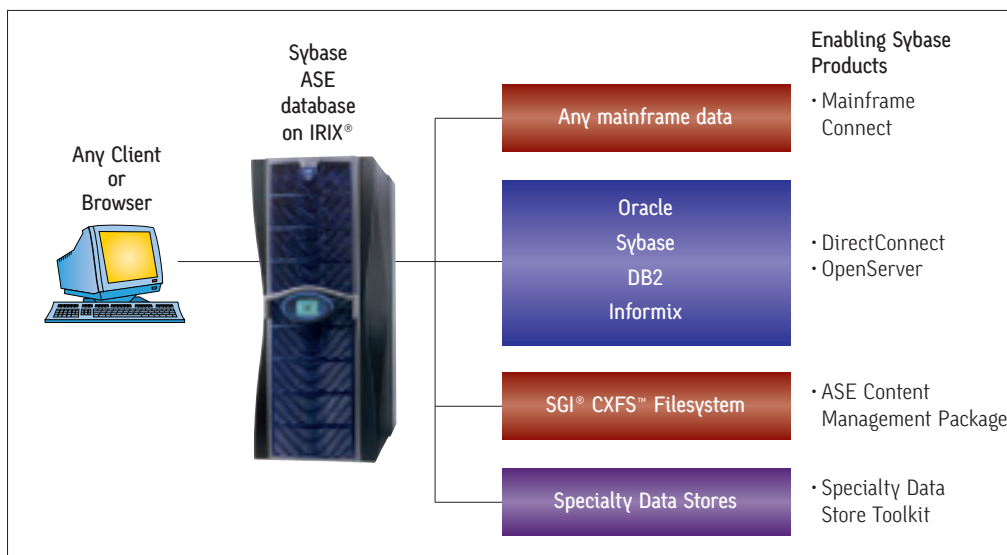 Sybase
ASE
database
on IRIX®
Any Client
or
Browser
Enabling Sybase
Products
Any mainframe data
· Mainframe
Connect
Oracle
Sybase
DB2
Informix
· DirectConnect
· OpenServer
SGI® CXFS™ Filesystem
· ASE Content
Management Package
Specialty Data Stores
· Specialty Data
Store Toolkit